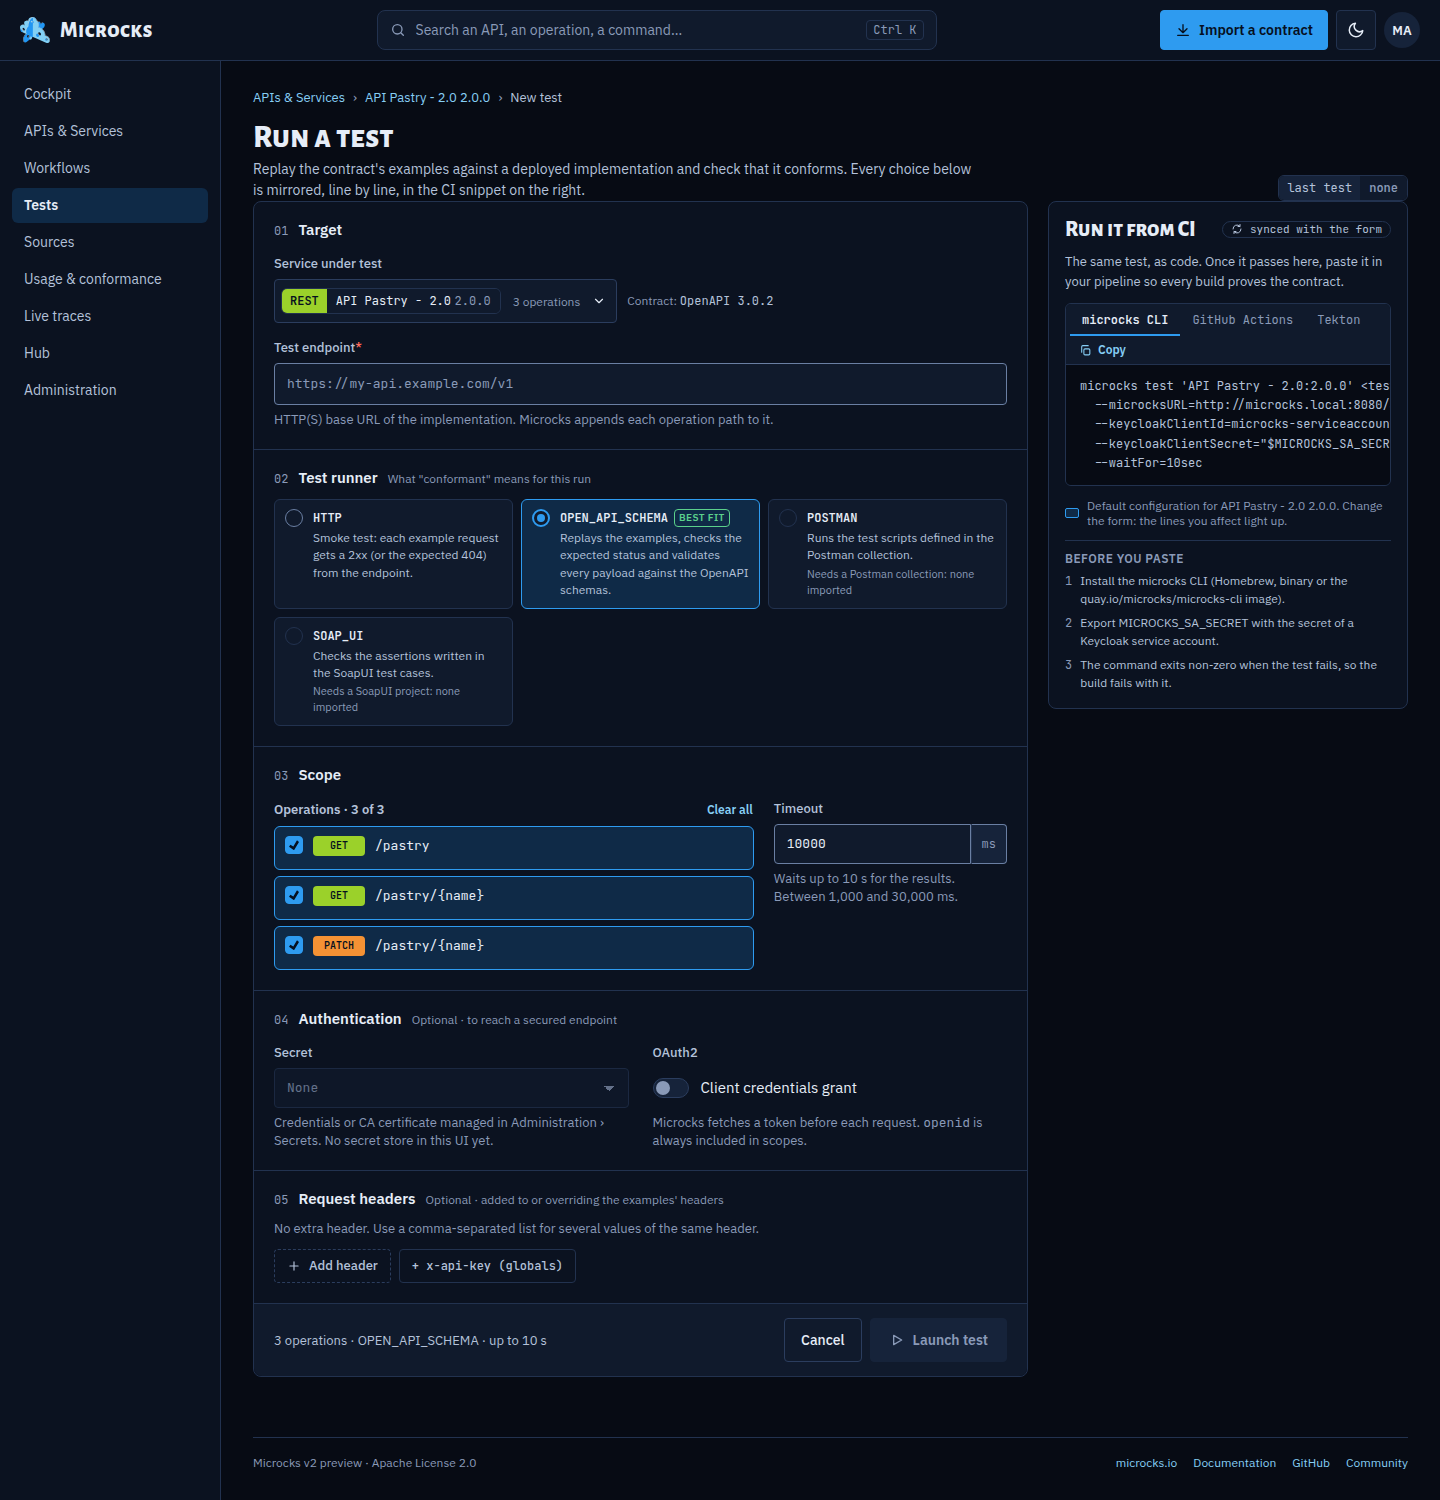 Microcks
Search an API, an operation, a command...
Ctrl K
Import a contract
MA
Cockpit
APIs & Services
Workflows
Tests
Sources
Usage & conformance
Live traces
Hub
Administration
APIs & Services › API Pastry - 2.0 2.0.0 › New test
Run a test
Replay the contract's examples against a deployed implementation and check that it conforms. Every choice below
is mirrored, line by line, in the CI snippet on the right.
last test none
01 Target
Service under test
REST API Pastry - 2.0 2.0.0 3 operations
Contract: OpenAPI 3.0.2
Test endpoint*
https://my-api.example.com/v1
HTTP(S) base URL of the implementation. Microcks appends each operation path to it.
02 Test runner What "conformant" means for this run
HTTP
Smoke test: each example request
gets a 2xx (or the expected 404)
from the endpoint.
OPEN_API_SCHEMA BEST FIT
Replays the examples, checks the
expected status and validates
every payload against the OpenAPI
schemas.
POSTMAN
Runs the test scripts defined in the
Postman collection.
Needs a Postman collection: none
imported
SOAP_UI
Checks the assertions written in
the SoapUI test cases.
Needs a SoapUI project: none
imported
03 Scope
Operations · 3 of 3
Clear all
GET /pastry
GET /pastry/{name}
PATCH /pastry/{name}
Timeout
10000 ms
Waits up to 10 s for the results.
Between 1,000 and 30,000 ms.
04 Authentication Optional · to reach a secured endpoint
Secret
None
Credentials or CA certificate managed in Administration ›
Secrets. No secret store in this UI yet.
OAuth2
Client credentials grant
Microcks fetches a token before each request. openid is
always included in scopes.
05 Request headers Optional · added to or overriding the examples' headers
No extra header. Use a comma-separated list for several values of the same header.
Add header
+ x-api-key (globals)
3 operations · OPEN_API_SCHEMA · up to 10 s
Cancel
Launch test
Run it from CI
synced with the form
The same test, as code. Once it passes here, paste it in
your pipeline so every build proves the contract.
microcks CLI GitHub Actions Tekton
Copy
microcks test 'API Pastry - 2.0:2.0.0' <tes
--microcksURL=http://microcks.local:8080/
--keycloakClientId=microcks-serviceaccoun
--keycloakClientSecret="$MICROCKS_SA_SECR
--waitFor=10sec
Default configuration for API Pastry - 2.0 2.0.0. Change
the form: the lines you affect light up.
BEFORE YOU PASTE
1 Install the microcks CLI (Homebrew, binary or the
quay.io/microcks/microcks-cli image).
2 Export MICROCKS_SA_SECRET with the secret of a
Keycloak service account.
3 The command exits non-zero when the test fails, so the
build fails with it.
Microcks v2 preview · Apache License 2.0
microcks.io Documentation GitHub Community